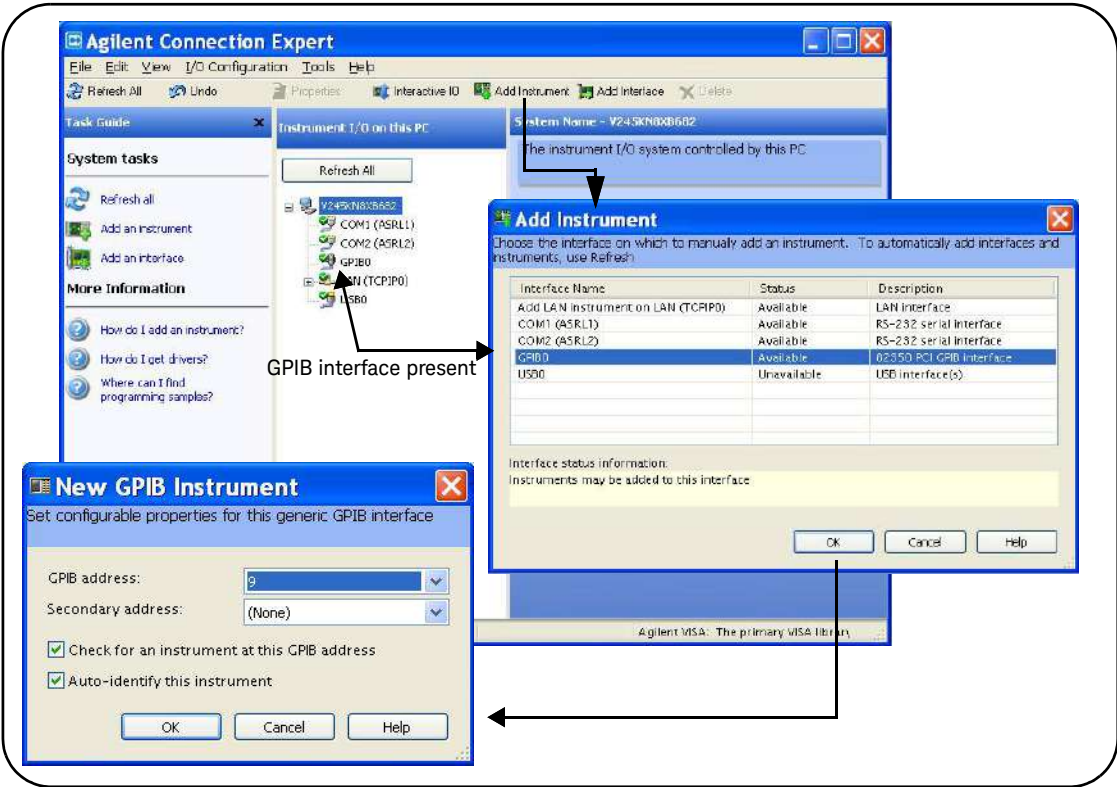 Agilent Connection Expert
File Edit View I/O Configuration Tools Help
Refresh All Undo Properties Interactive IO Add Instrument Add Interface Delete
Task Guide
System tasks
Refresh all
Add an instrument
Add an interface
More Information
How do I add an instrument?
How do I get drivers?
Where can I find
programming samples?
Instrument I/O on this PC
Refresh All
COM1 (ASRL1)
COM2 (ASRL2)
GPIB0
LAN (TCPIP0)
USB0
GPIB interface present
System Name -
The instrument I/O system controlled by this PC
Add Instrument
Choose the interface on which to manually add an instrument. To automatically add interfaces and
instruments, use Refresh
Interface Name Status Description
Add LAN instrument on LAN (TCPIP0) Available LAN interface
COM1 (ASRL1) Available RS-232 serial interface
COM2 (ASRL2) Available RS-232 serial interface
GPIB0 Available 82350 PCI GPIB interface
USB0 Unavailable USB interface(s)
Interface status information:
Instruments may be added to this interface
OK Cancel Help
Agilent VISA: The primary VISA library
New GPIB Instrument
Set configurable properties for this generic GPIB interface
GPIB address: 9
Secondary address: (None)
Check for an instrument at this GPIB address
Auto-identify this instrument
OK Cancel Help